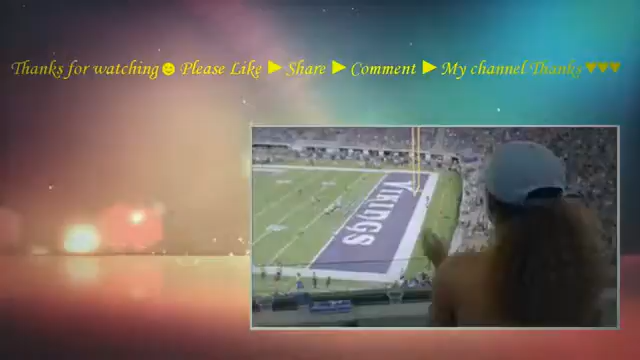 Thanks for watching☻ Please Like ► Share ► Comment ► My channel Thanks ♥♥♥
VIKINGS